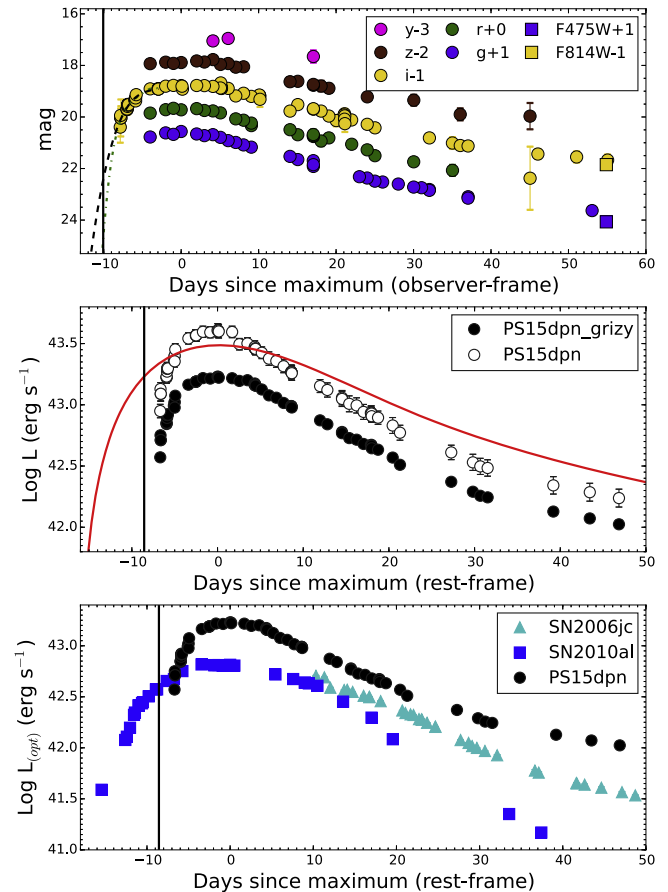 y-3
z-2
i-1
r+0
g+1
F475W+1
F814W-1
mag
16
18
20
22
24
−10 0 10 20 30 40 50 60
Days since maximum (observer-frame)
PS15dpn_grizy
PS15dpn
Log L (erg s⁻¹)
43.5
43.0
42.5
42.0
−10 0 10 20 30 40 50
Days since maximum (rest-frame)
SN2006jc
SN2010al
PS15dpn
Log L(opt) (erg s⁻¹)
43.0
42.5
42.0
41.5
41.0
−10 0 10 20 30 40 50
Days since maximum (rest-frame)